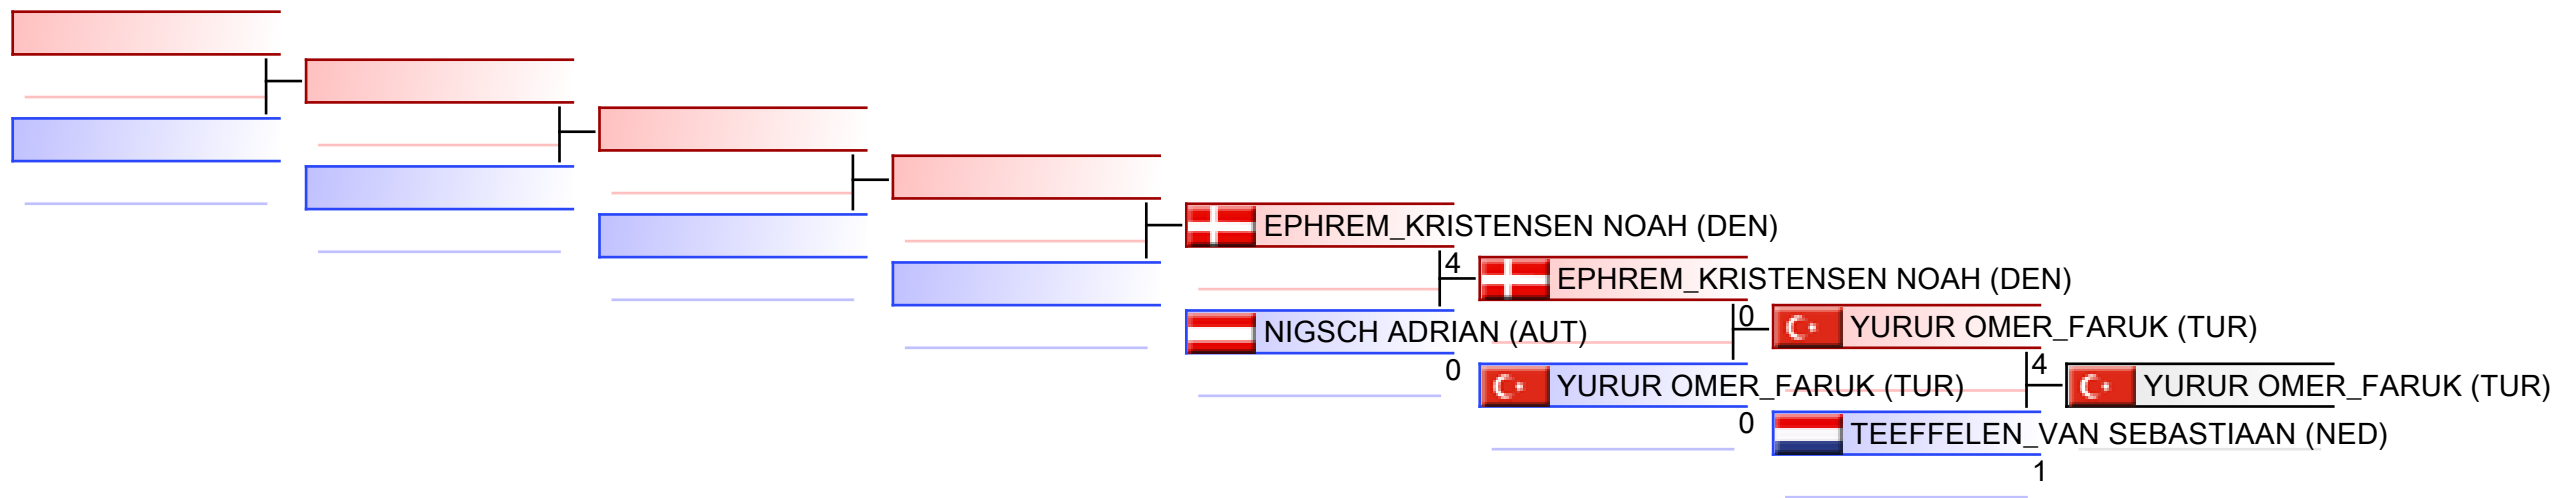 EPHREM_KRISTENSEN NOAH (DEN)
4
EPHREM_KRISTENSEN NOAH (DEN)
0
NIGSCH ADRIAN (AUT)
YURUR OMER_FARUK (TUR)
0
4
YURUR OMER_FARUK (TUR)
YURUR OMER_FARUK (TUR)
0
TEEFFELEN_VAN SEBASTIAAN (NED)
1